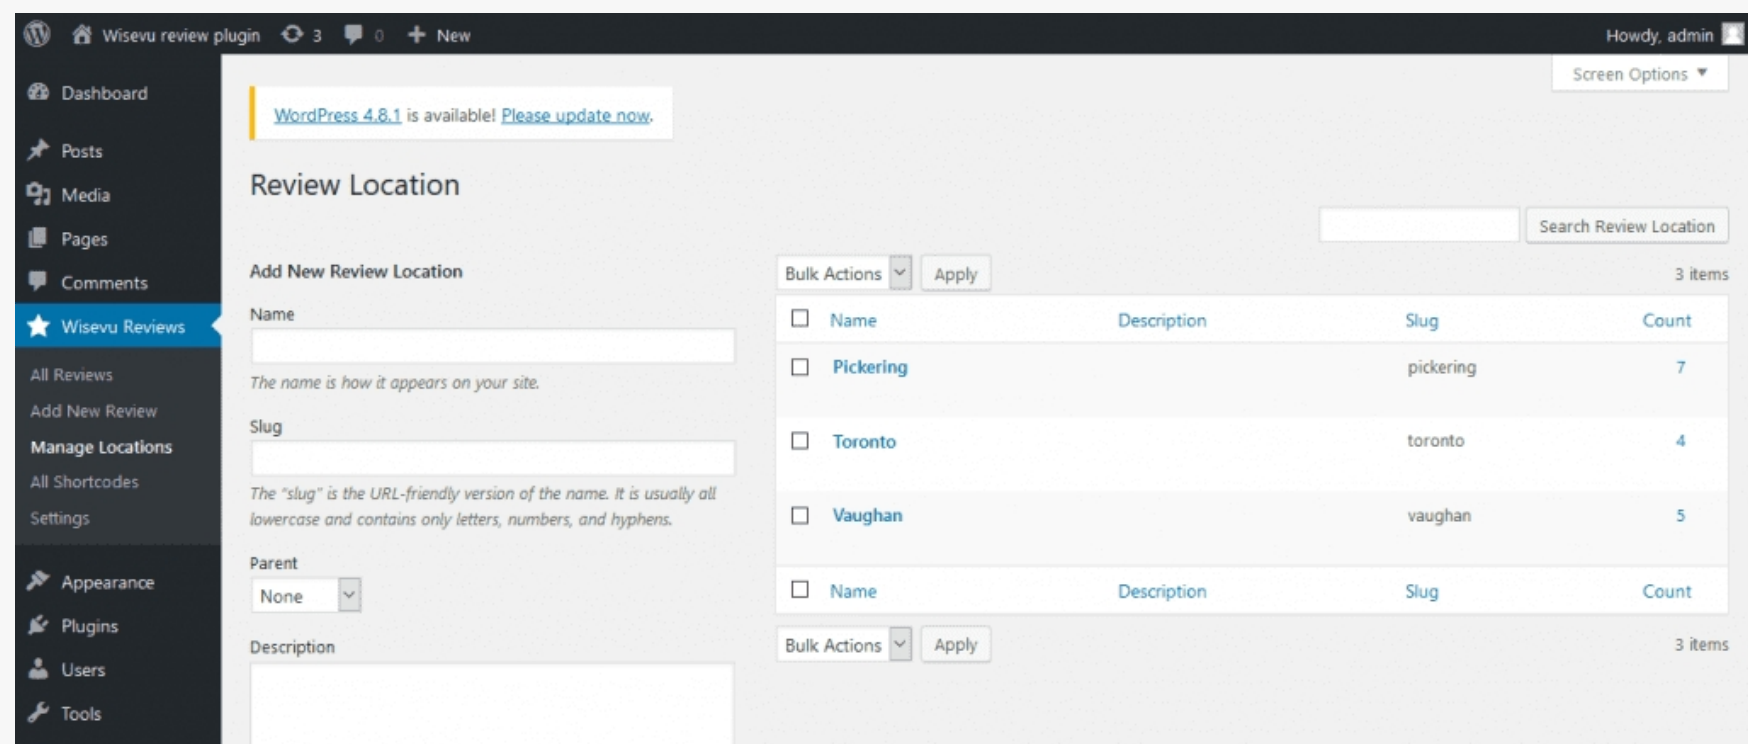 Wisevu review plugin 3 0 New Howdy, admin
Screen Options
Dashboard
Posts
Media
Pages
Comments
Wisevu Reviews
All Reviews
Add New Review
Manage Locations
All Shortcodes
Settings
Appearance
Plugins
Users
Tools
WordPress 4.8.1 is available! Please update now.
Review Location
Search Review Location
Add New Review Location
Name
The name is how it appears on your site.
Slug
The "slug" is the URL-friendly version of the name. It is usually all
lowercase and contains only letters, numbers, and hyphens.
Parent
None
Description
Bulk Actions Apply 3 items
Name Description Slug Count
Pickering pickering 7
Toronto toronto 4
Vaughan vaughan 5
Name Description Slug Count
Bulk Actions Apply 3 items